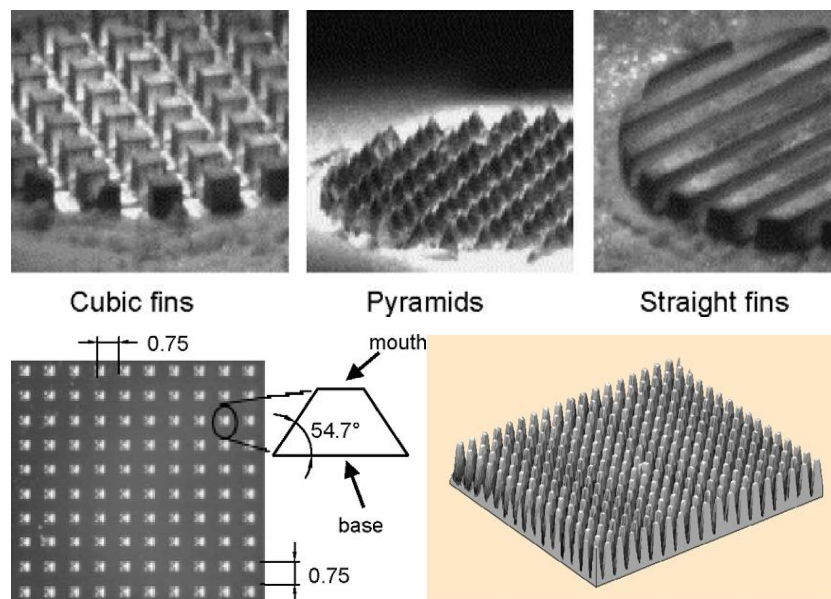 Cubic fins
Pyramids
Straight fins
0.75
mouth
54.7°
base
0.75